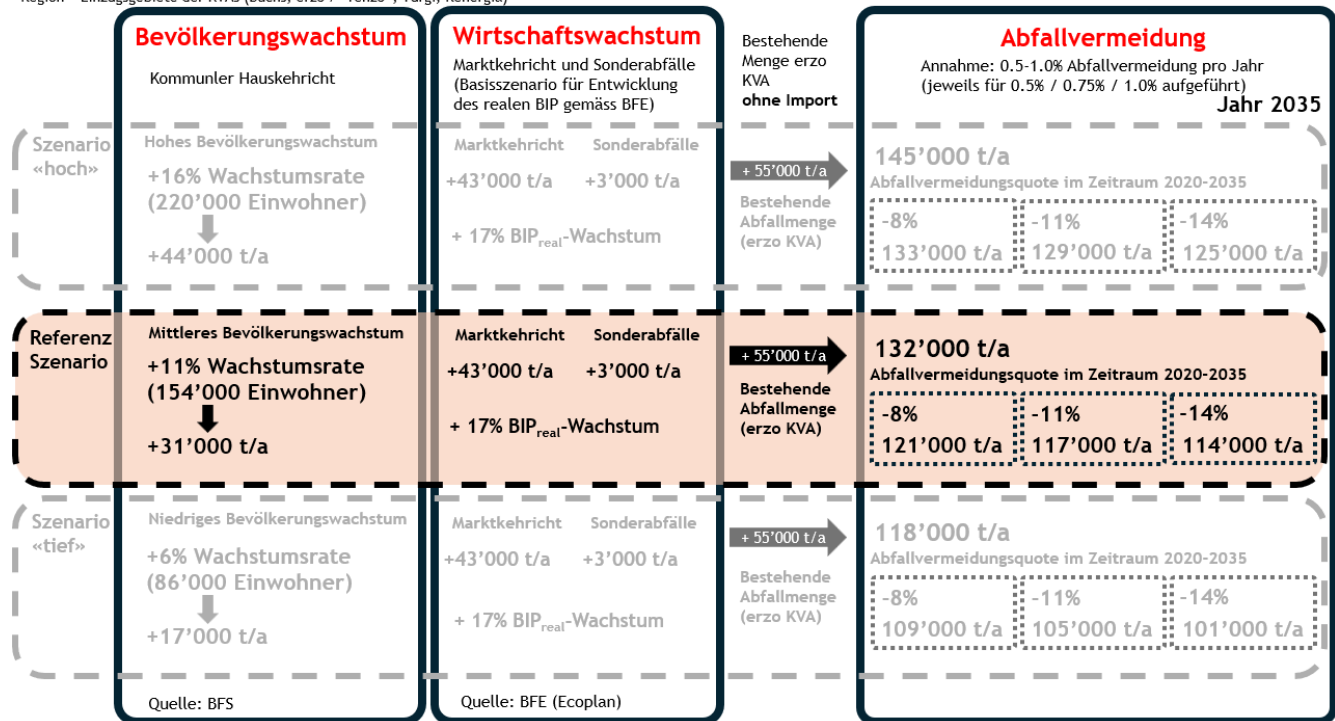 Bevölkerungswachstum
Kommunler Hauskehricht
Wirtschaftswachstum
Marktkehricht und Sonderabfälle
(Basisszenario für Entwicklung
des realen BIP gemäss BFE)
Bestehende
Menge erzo
KVA
ohne Import
Abfallvermeidung
Annahme: 0.5-1.0% Abfallvermeidung pro Jahr
(jeweils für 0.5% / 0.75% / 1.0% aufgeführt)
Jahr 2035
Szenario
«hoch»
Hohes Bevölkerungswachstum
+16% Wachstumsrate
(220'000 Einwohner)
+44'000 t/a
Marktkehricht
Sonderabfälle
+43'000 t/a
+3'000 t/a
+ 17% BIPreal-Wachstum
+ 55'000 t/a
Bestehende
Abfallmenge
(erzo KVA)
145'000 t/a
Abfallvermeidungsquote im Zeitraum 2020-2035
-8%
133'000 t/a
-11%
129'000 t/a
-14%
125'000 t/a
Referenz
Szenario
Mittleres Bevölkerungswachstum
+11% Wachstumsrate
(154'000 Einwohner)
+31'000 t/a
Marktkehricht
Sonderabfälle
+43'000 t/a
+3'000 t/a
+ 17% BIPreal-Wachstum
+ 55'000 t/a
Bestehende
Abfallmenge
(erzo KVA)
132'000 t/a
Abfallvermeidungsquote im Zeitraum 2020-2035
-8%
121'000 t/a
-11%
117'000 t/a
-14%
114'000 t/a
Szenario
«tief»
Niedriges Bevölkerungswachstum
+6% Wachstumsrate
(86'000 Einwohner)
+17'000 t/a
Marktkehricht
Sonderabfälle
+43'000 t/a
+3'000 t/a
+ 17% BIPreal-Wachstum
+ 55'000 t/a
Bestehende
Abfallmenge
(erzo KVA)
118'000 t/a
Abfallvermeidungsquote im Zeitraum 2020-2035
-8%
109'000 t/a
-11%
105'000 t/a
-14%
101'000 t/a
Quelle: BFS
Quelle: BFE (Ecoplan)